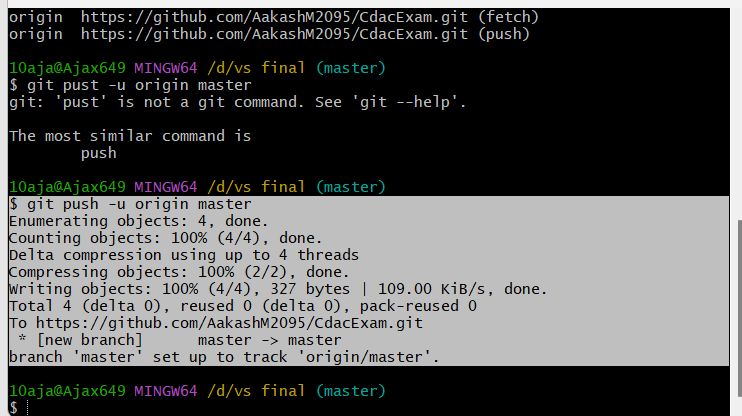 origin  https://github.com/AakashM2095/CdacExam.git (fetch)
origin  https://github.com/AakashM2095/CdacExam.git (push)
10aja@Ajax649 MINGW64 /d/vs final (master)
$ git pust -u origin master
git: 'pust' is not a git command. See 'git --help'.
The most similar command is
        push
10aja@Ajax649 MINGW64 /d/vs final (master)
$ git push -u origin master
Enumerating objects: 4, done.
Counting objects: 100% (4/4), done.
Delta compression using up to 4 threads
Compressing objects: 100% (2/2), done.
Writing objects: 100% (4/4), 327 bytes | 109.00 KiB/s, done.
Total 4 (delta 0), reused 0 (delta 0), pack-reused 0
To https://github.com/AakashM2095/CdacExam.git
 * [new branch]      master -> master
branch 'master' set up to track 'origin/master'.
10aja@Ajax649 MINGW64 /d/vs final (master)
$